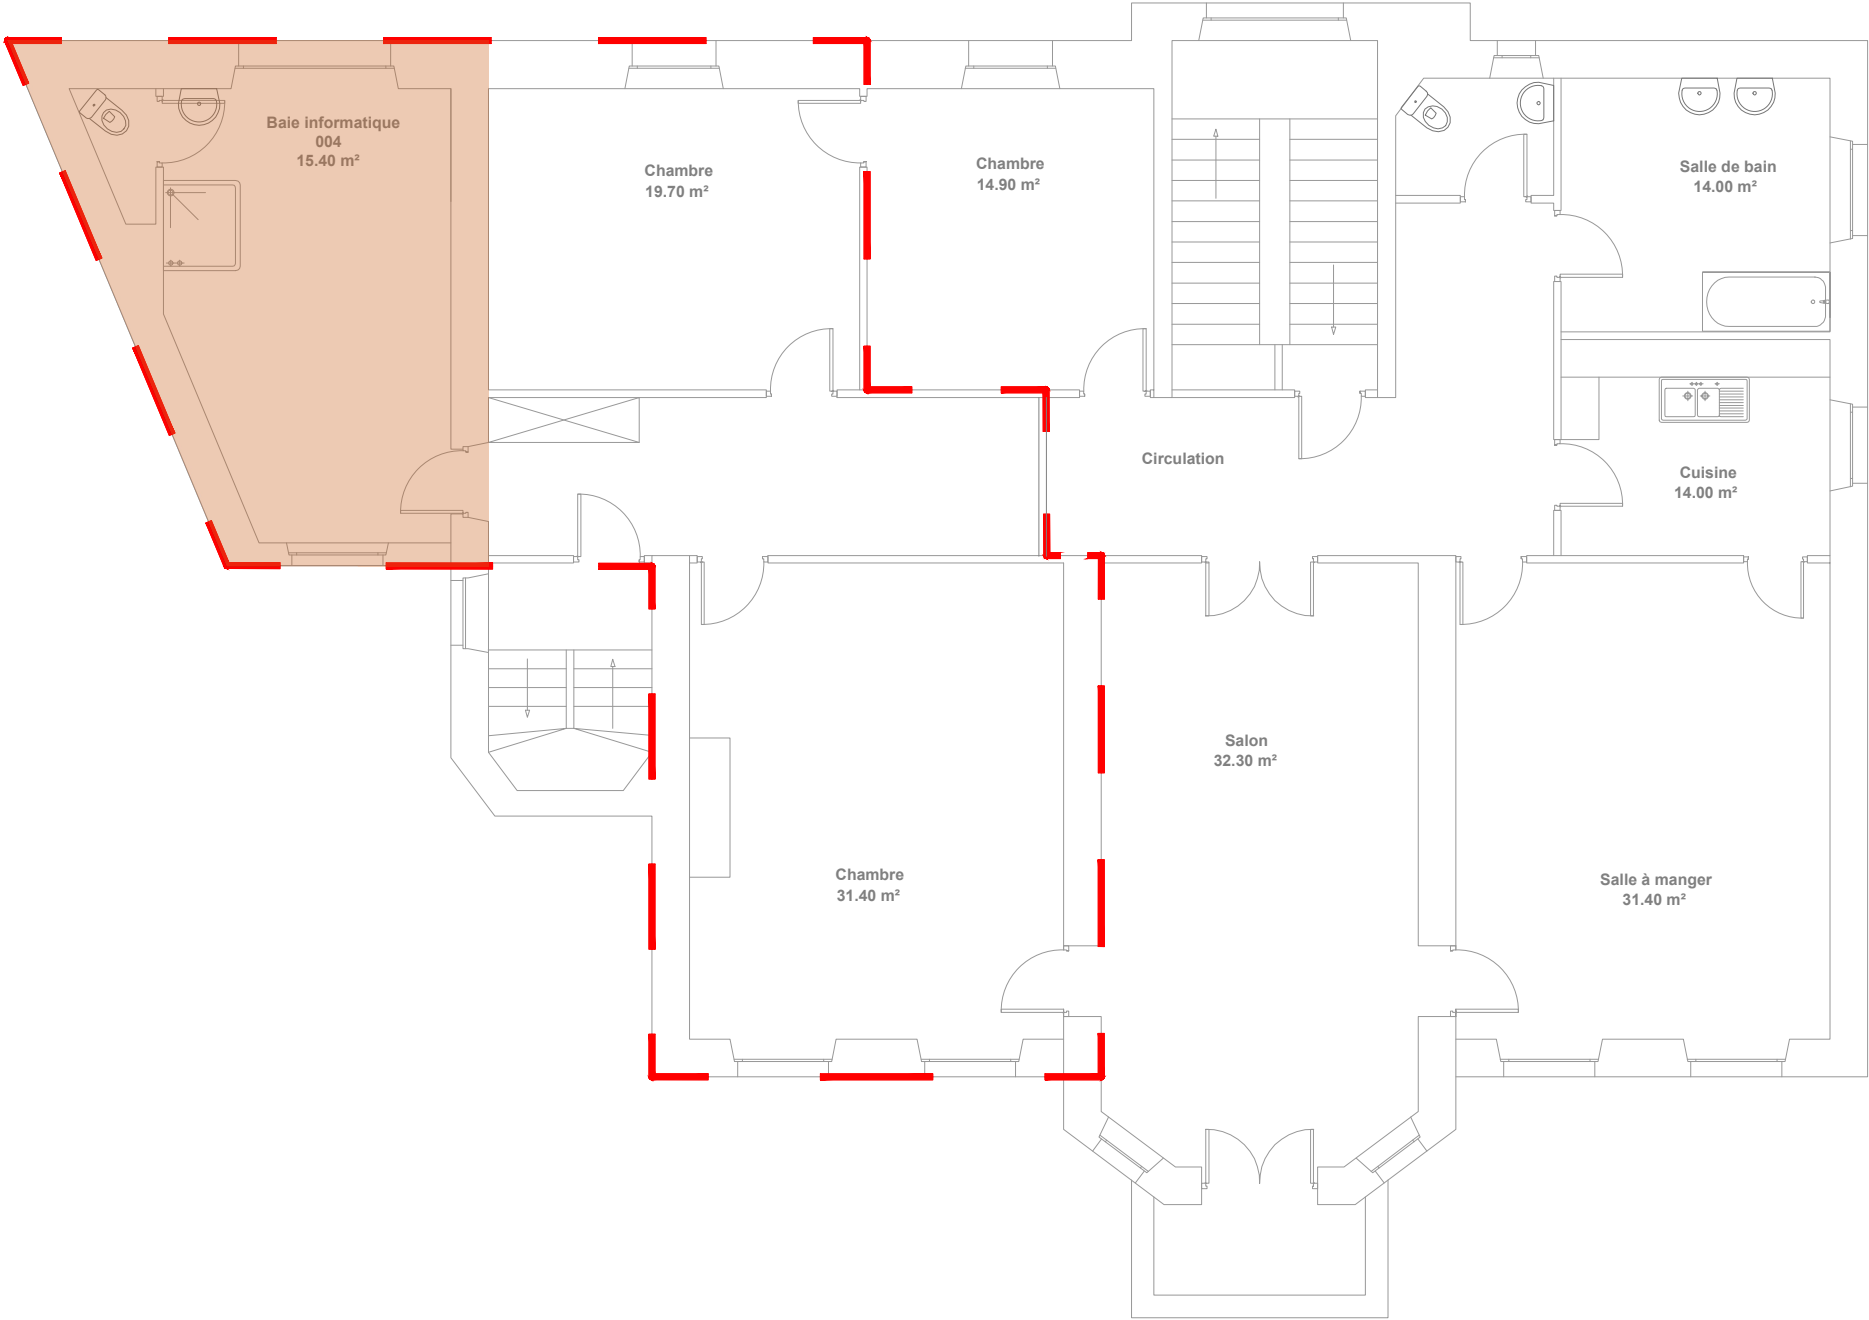 Baie informatique
004
15.40 m²
Chambre
19.70 m²
Chambre
14.90 m²
Salle de bain
14.00 m²
Circulation
Cuisine
14.00 m²
Salon
32.30 m²
Chambre
31.40 m²
Salle à manger
31.40 m²